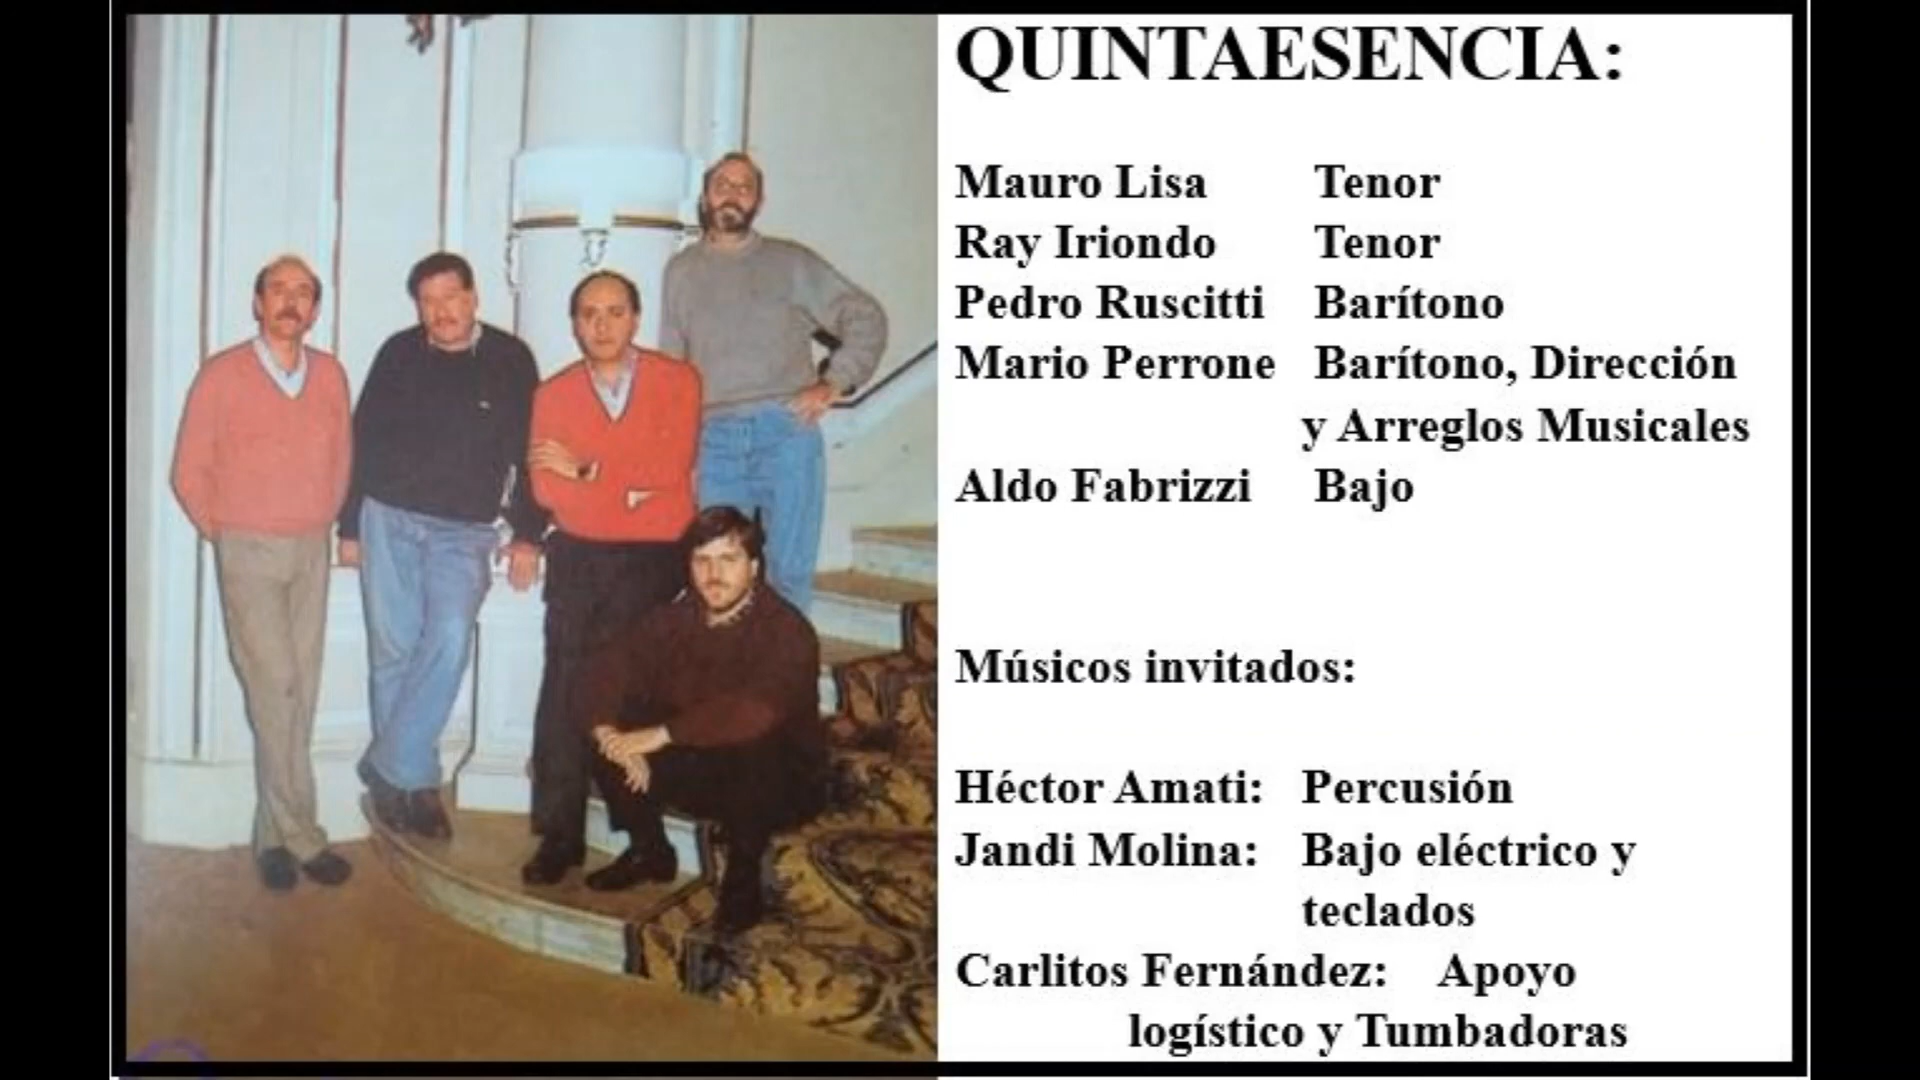 QUINTAESENCIA:
Mauro Lisa Tenor
Ray Iriondo Tenor
Pedro Ruscitti Barítono
Mario Perrone Barítono, Dirección
y Arreglos Musicales
Aldo Fabrizzi Bajo
Músicos invitados:
Héctor Amati: Percusión
Jandi Molina: Bajo eléctrico y
teclados
Carlitos Fernández: Apoyo
logístico y Tumbadoras